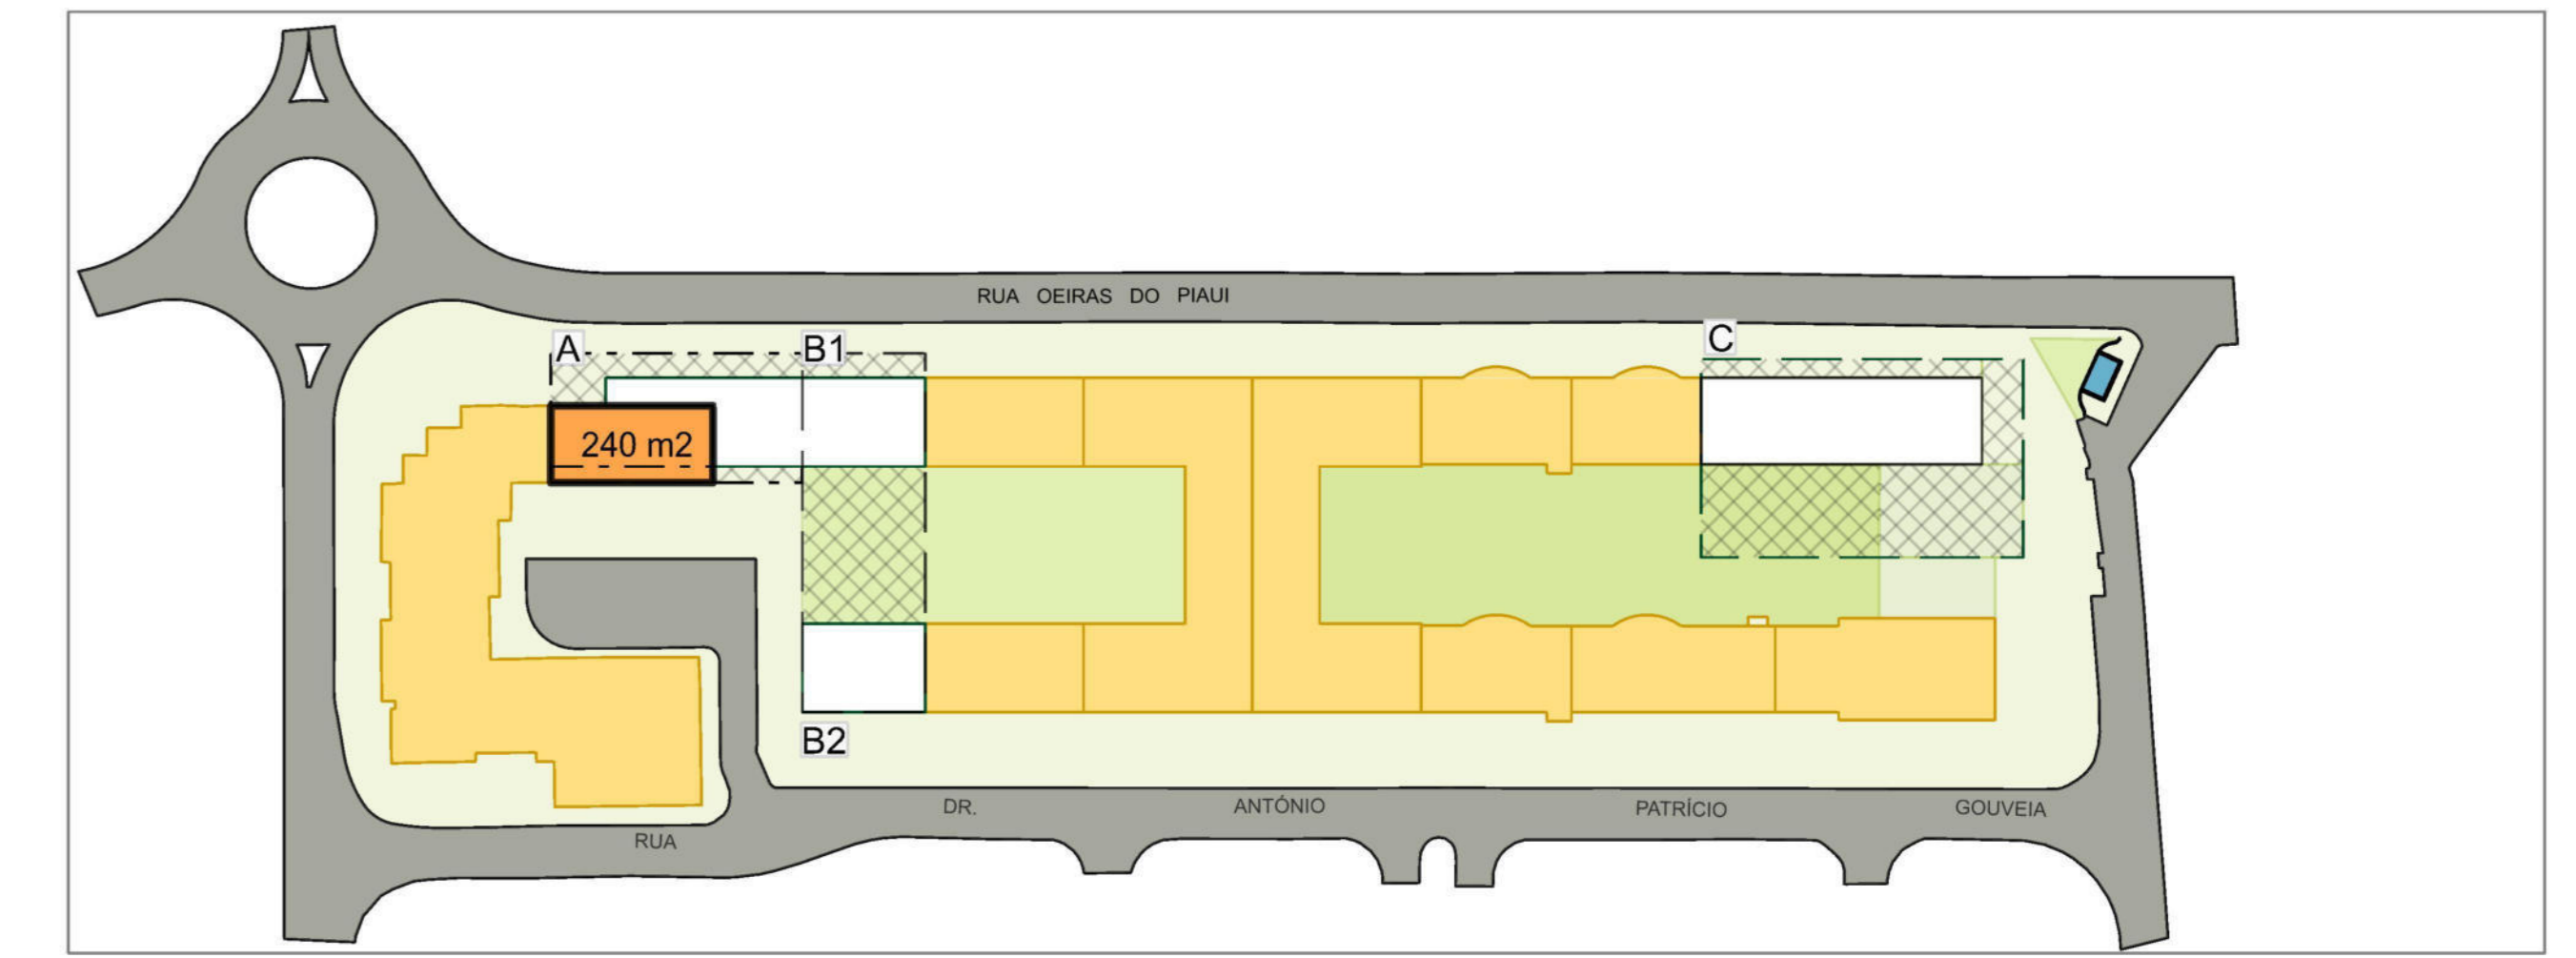 RUA OEIRAS DO PIAUI
A
B1
C
240 m2
B2
DR. ANTÓNIO PATRÍCIO GOUVEIA
RUA